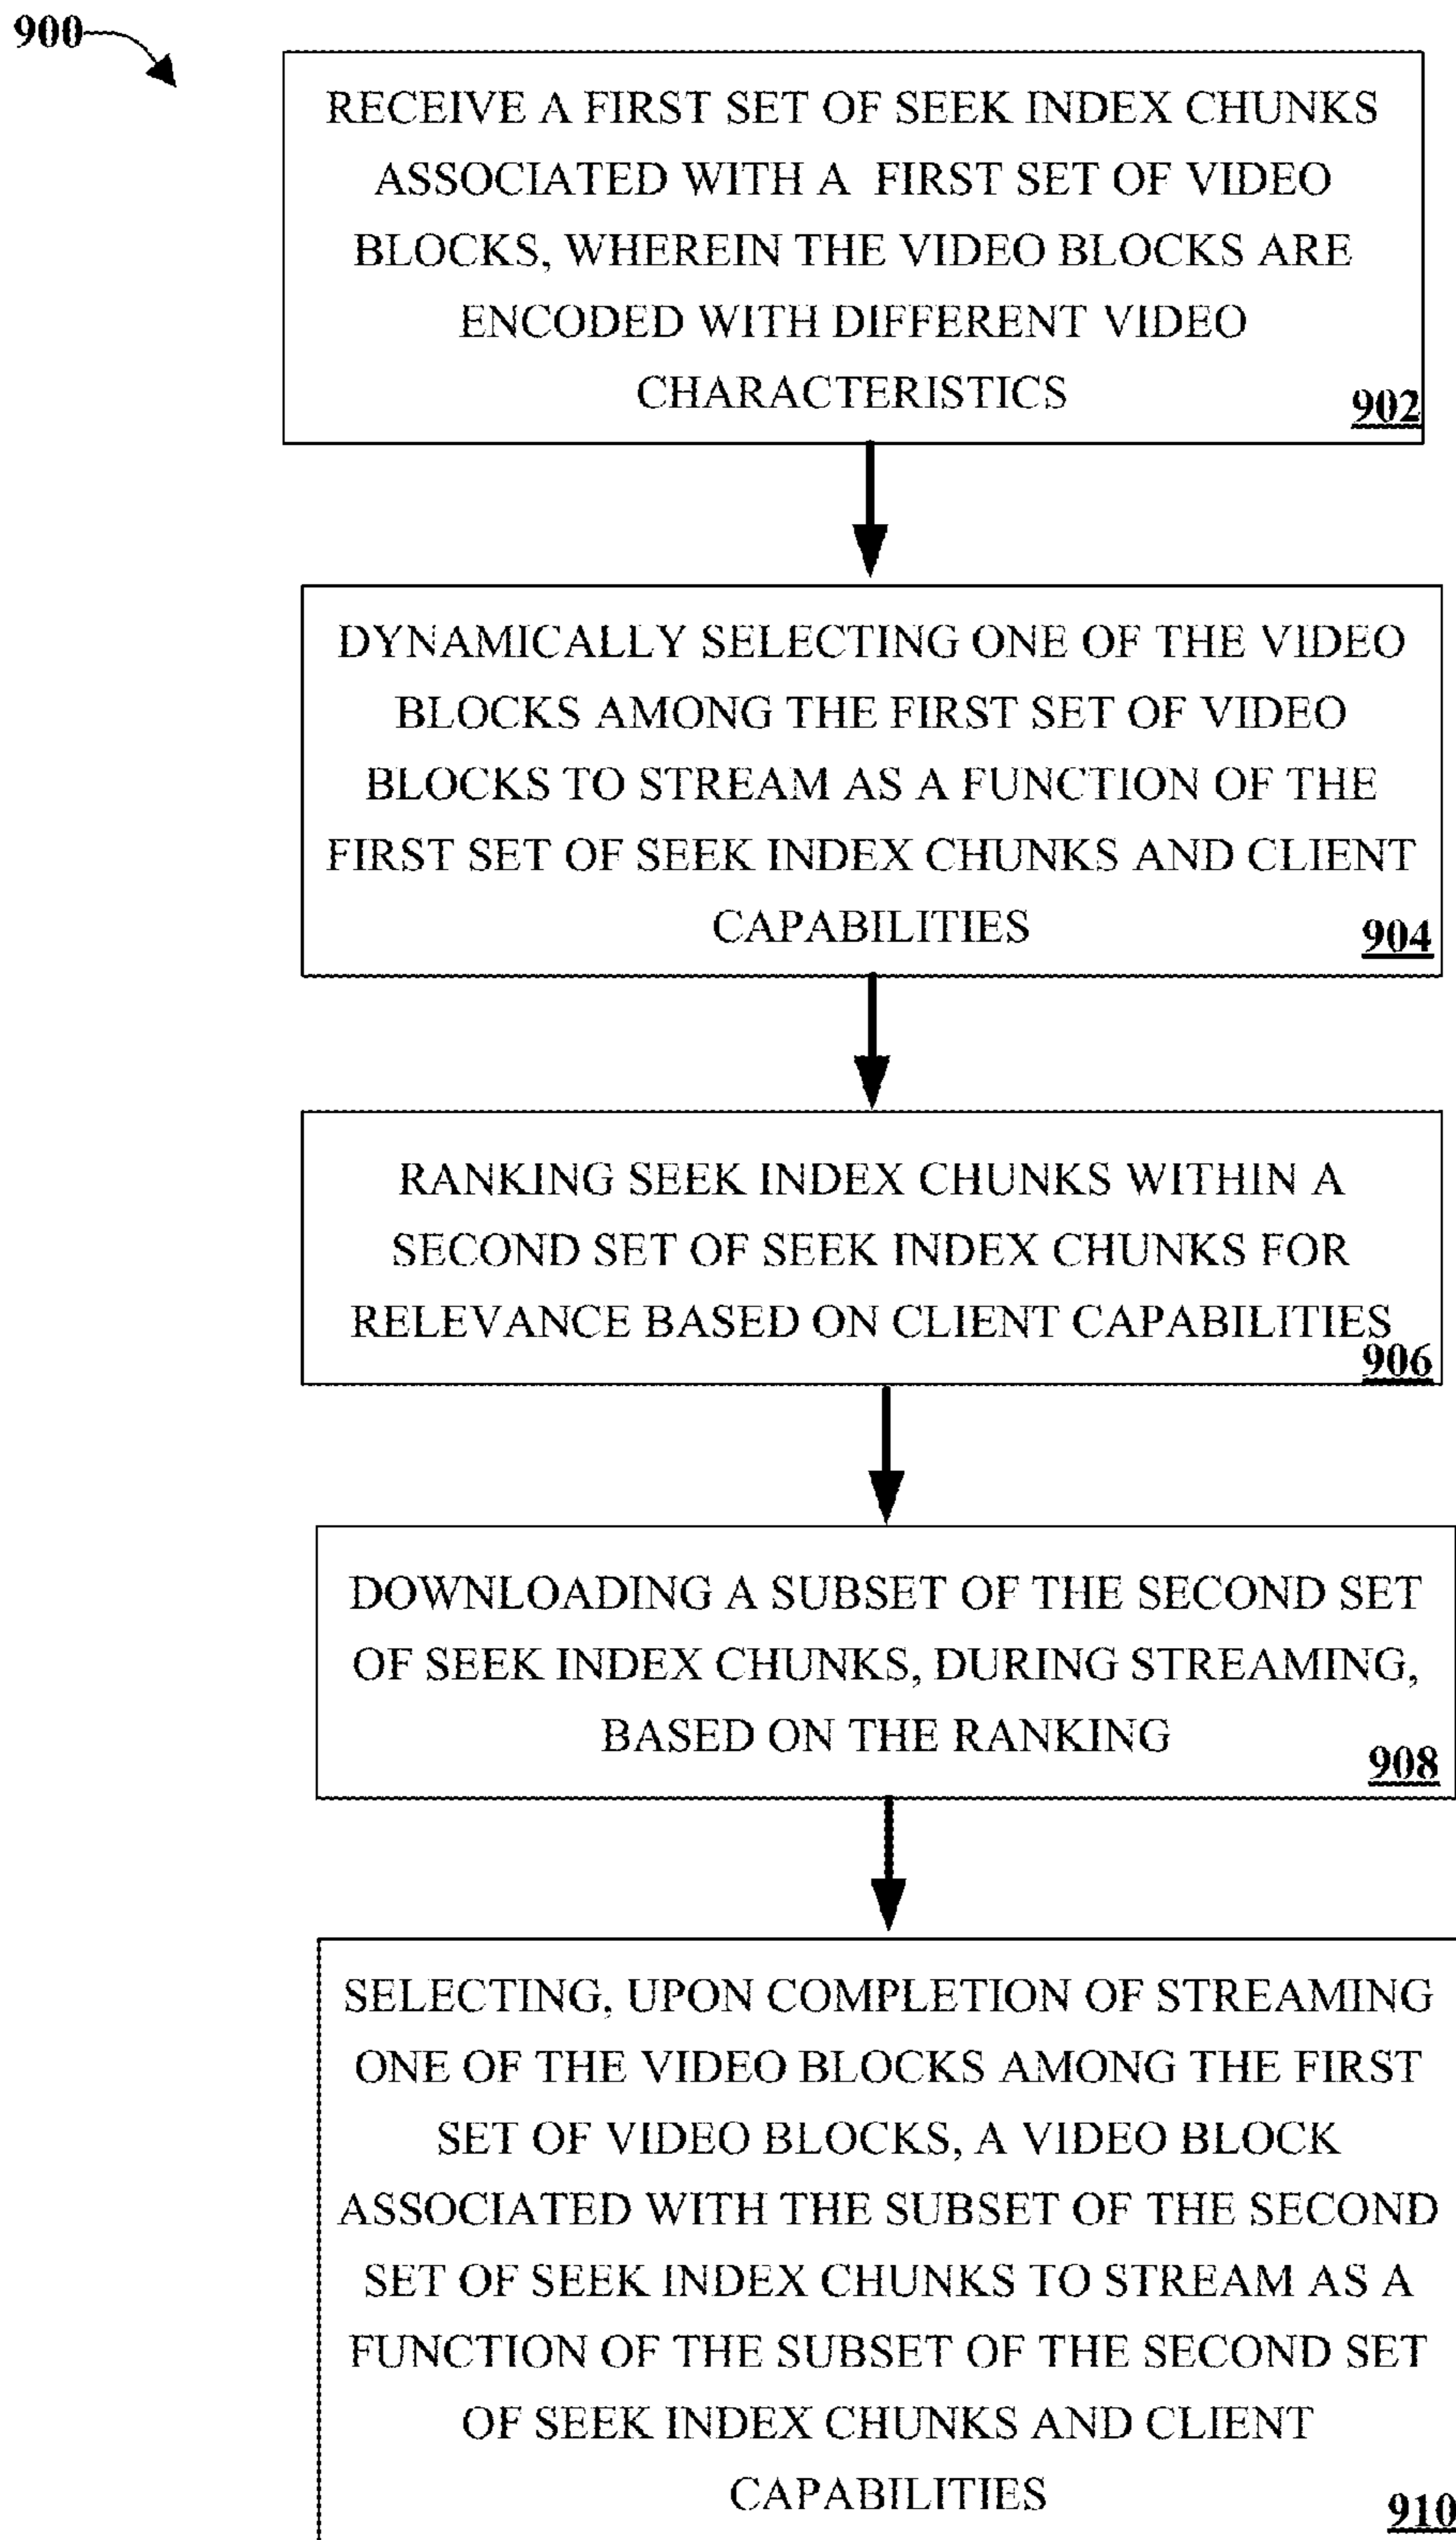 900
RECEIVE A FIRST SET OF SEEK INDEX CHUNKS
ASSOCIATED WITH A FIRST SET OF VIDEO
BLOCKS, WHEREIN THE VIDEO BLOCKS ARE
ENCODED WITH DIFFERENT VIDEO
CHARACTERISTICS
902
DYNAMICALLY SELECTING ONE OF THE VIDEO
BLOCKS AMONG THE FIRST SET OF VIDEO
BLOCKS TO STREAM AS A FUNCTION OF THE
FIRST SET OF SEEK INDEX CHUNKS AND CLIENT
CAPABILITIES
904
RANKING SEEK INDEX CHUNKS WITHIN A
SECOND SET OF SEEK INDEX CHUNKS FOR
RELEVANCE BASED ON CLIENT CAPABILITIES
906
DOWNLOADING A SUBSET OF THE SECOND SET
OF SEEK INDEX CHUNKS, DURING STREAMING,
BASED ON THE RANKING
908
SELECTING, UPON COMPLETION OF STREAMING
ONE OF THE VIDEO BLOCKS AMONG THE FIRST
SET OF VIDEO BLOCKS, A VIDEO BLOCK
ASSOCIATED WITH THE SUBSET OF THE SECOND
SET OF SEEK INDEX CHUNKS TO STREAM AS A
FUNCTION OF THE SUBSET OF THE SECOND SET
OF SEEK INDEX CHUNKS AND CLIENT
CAPABILITIES
910